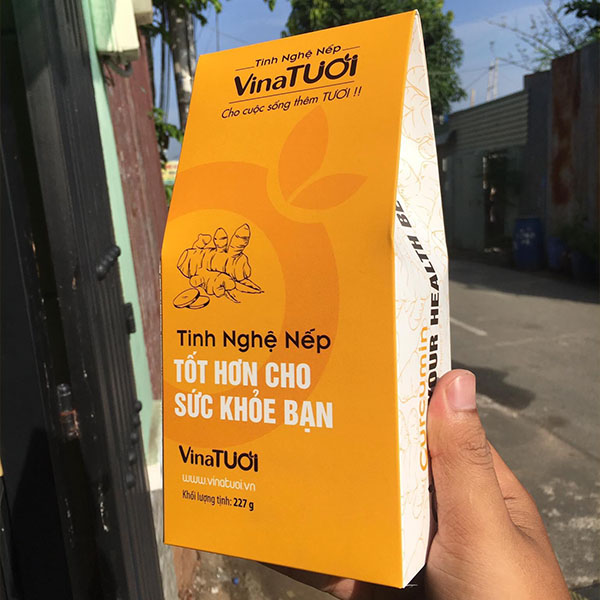 Tinh Nghệ Nếp
VinaTƯƠI
Cho cuộc sống thêm TƯƠI !!
Tinh Nghệ Nếp
TỐT HƠN CHO
SỨC KHỎE BẠN
VinaTƯƠI
www.vinatuoi.vn
Khối lượng tịnh: 227 g
Curcumin
YOUR HEALTH